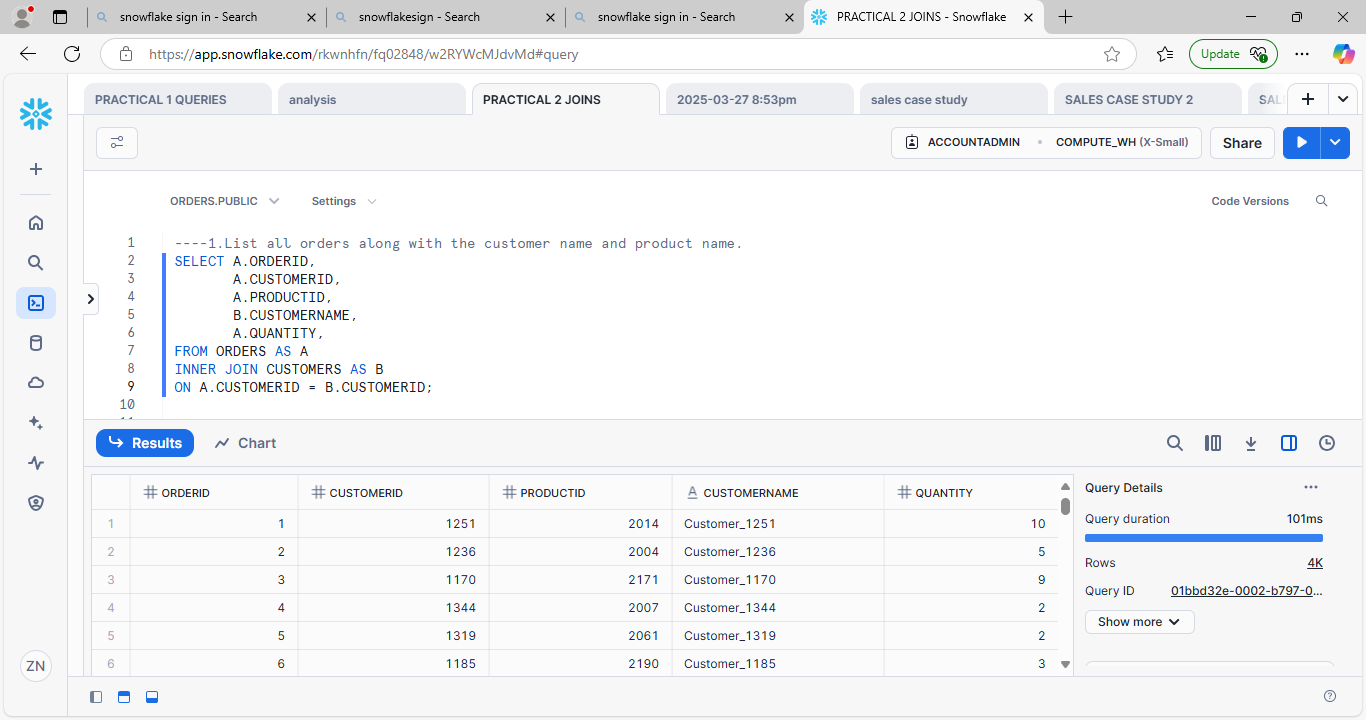 snowflake sign in - Search
snowflakesign - Search
snowflake sign in - Search
PRACTICAL 2 JOINS - Snowflake
https://app.snowflake.com/rkwnhfn/fq02848/w2RYWcMJdvMd#query
Update
PRACTICAL 1 QUERIES
analysis
PRACTICAL 2 JOINS
2025-03-27 8:53pm
sales case study
SALES CASE STUDY 2
ACCOUNTADMIN
COMPUTE_WH (X-Small)
Share
ORDERS.PUBLIC
Settings
Code Versions
1 ----1.List all orders along with the customer name and product name.
2 SELECT A.ORDERID,
3 A.CUSTOMERID,
4 A.PRODUCTID,
5 B.CUSTOMERNAME,
6 A.QUANTITY,
7 FROM ORDERS AS A
8 INNER JOIN CUSTOMERS AS B
9 ON A.CUSTOMERID = B.CUSTOMERID;
10
Results
Chart
ORDERID CUSTOMERID PRODUCTID CUSTOMERNAME QUANTITY
1 1 1251 2014 Customer_1251 10
2 2 1236 2004 Customer_1236 5
3 3 1170 2171 Customer_1170 9
4 4 1344 2007 Customer_1344 2
5 5 1319 2061 Customer_1319 2
6 6 1185 2190 Customer_1185 3
Query Details
Query duration 101ms
Rows 4K
Query ID 01bbd32e-0002-b797-0...
Show more
ZN